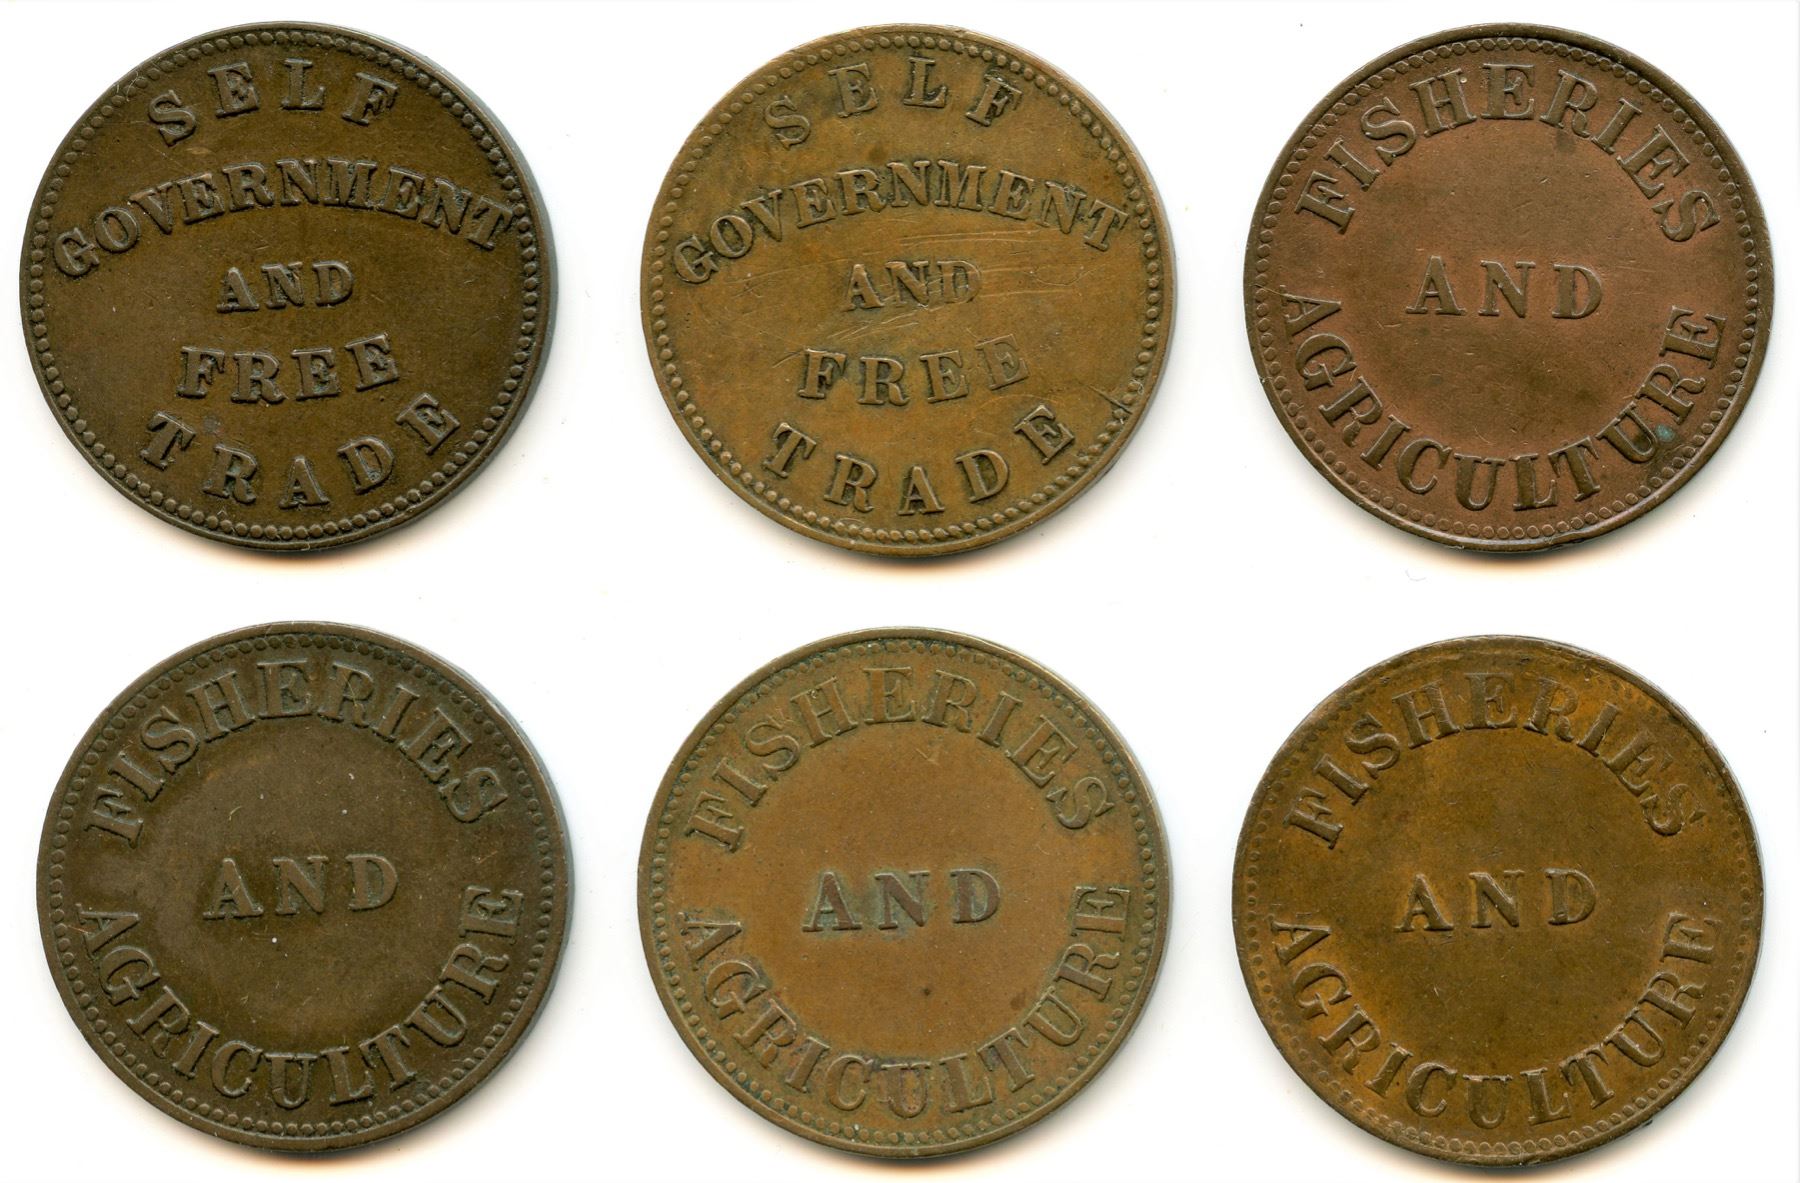 SELF
GOVERNMENT
AND
FREE
TRADE
SELF
GOVERNMENT
AND
FREE
TRADE
FISHERIES
AND
AGRICULTURE
FISHERIES
AND
AGRICULTURE
FISHERIES
AND
AGRICULTURE
FISHERIES
AND
AGRICULTURE